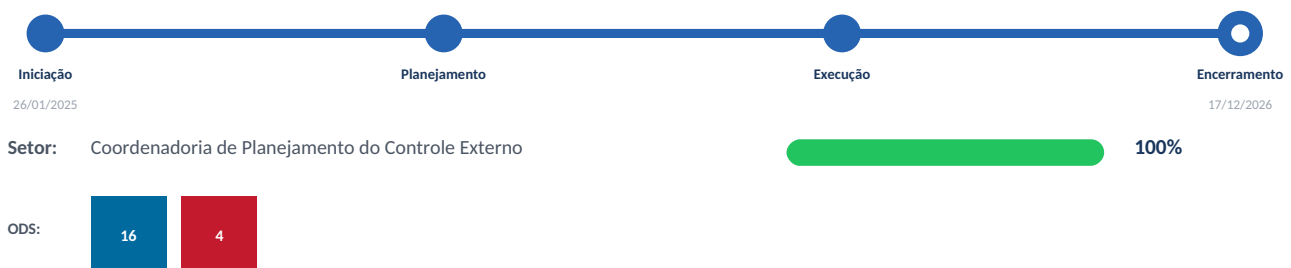 Iniciação Planejamento Execução Encerramento
26/01/2025 17/12/2026
Setor: Coordenadoria de Planejamento do Controle Externo 100%
ODS: 16 4